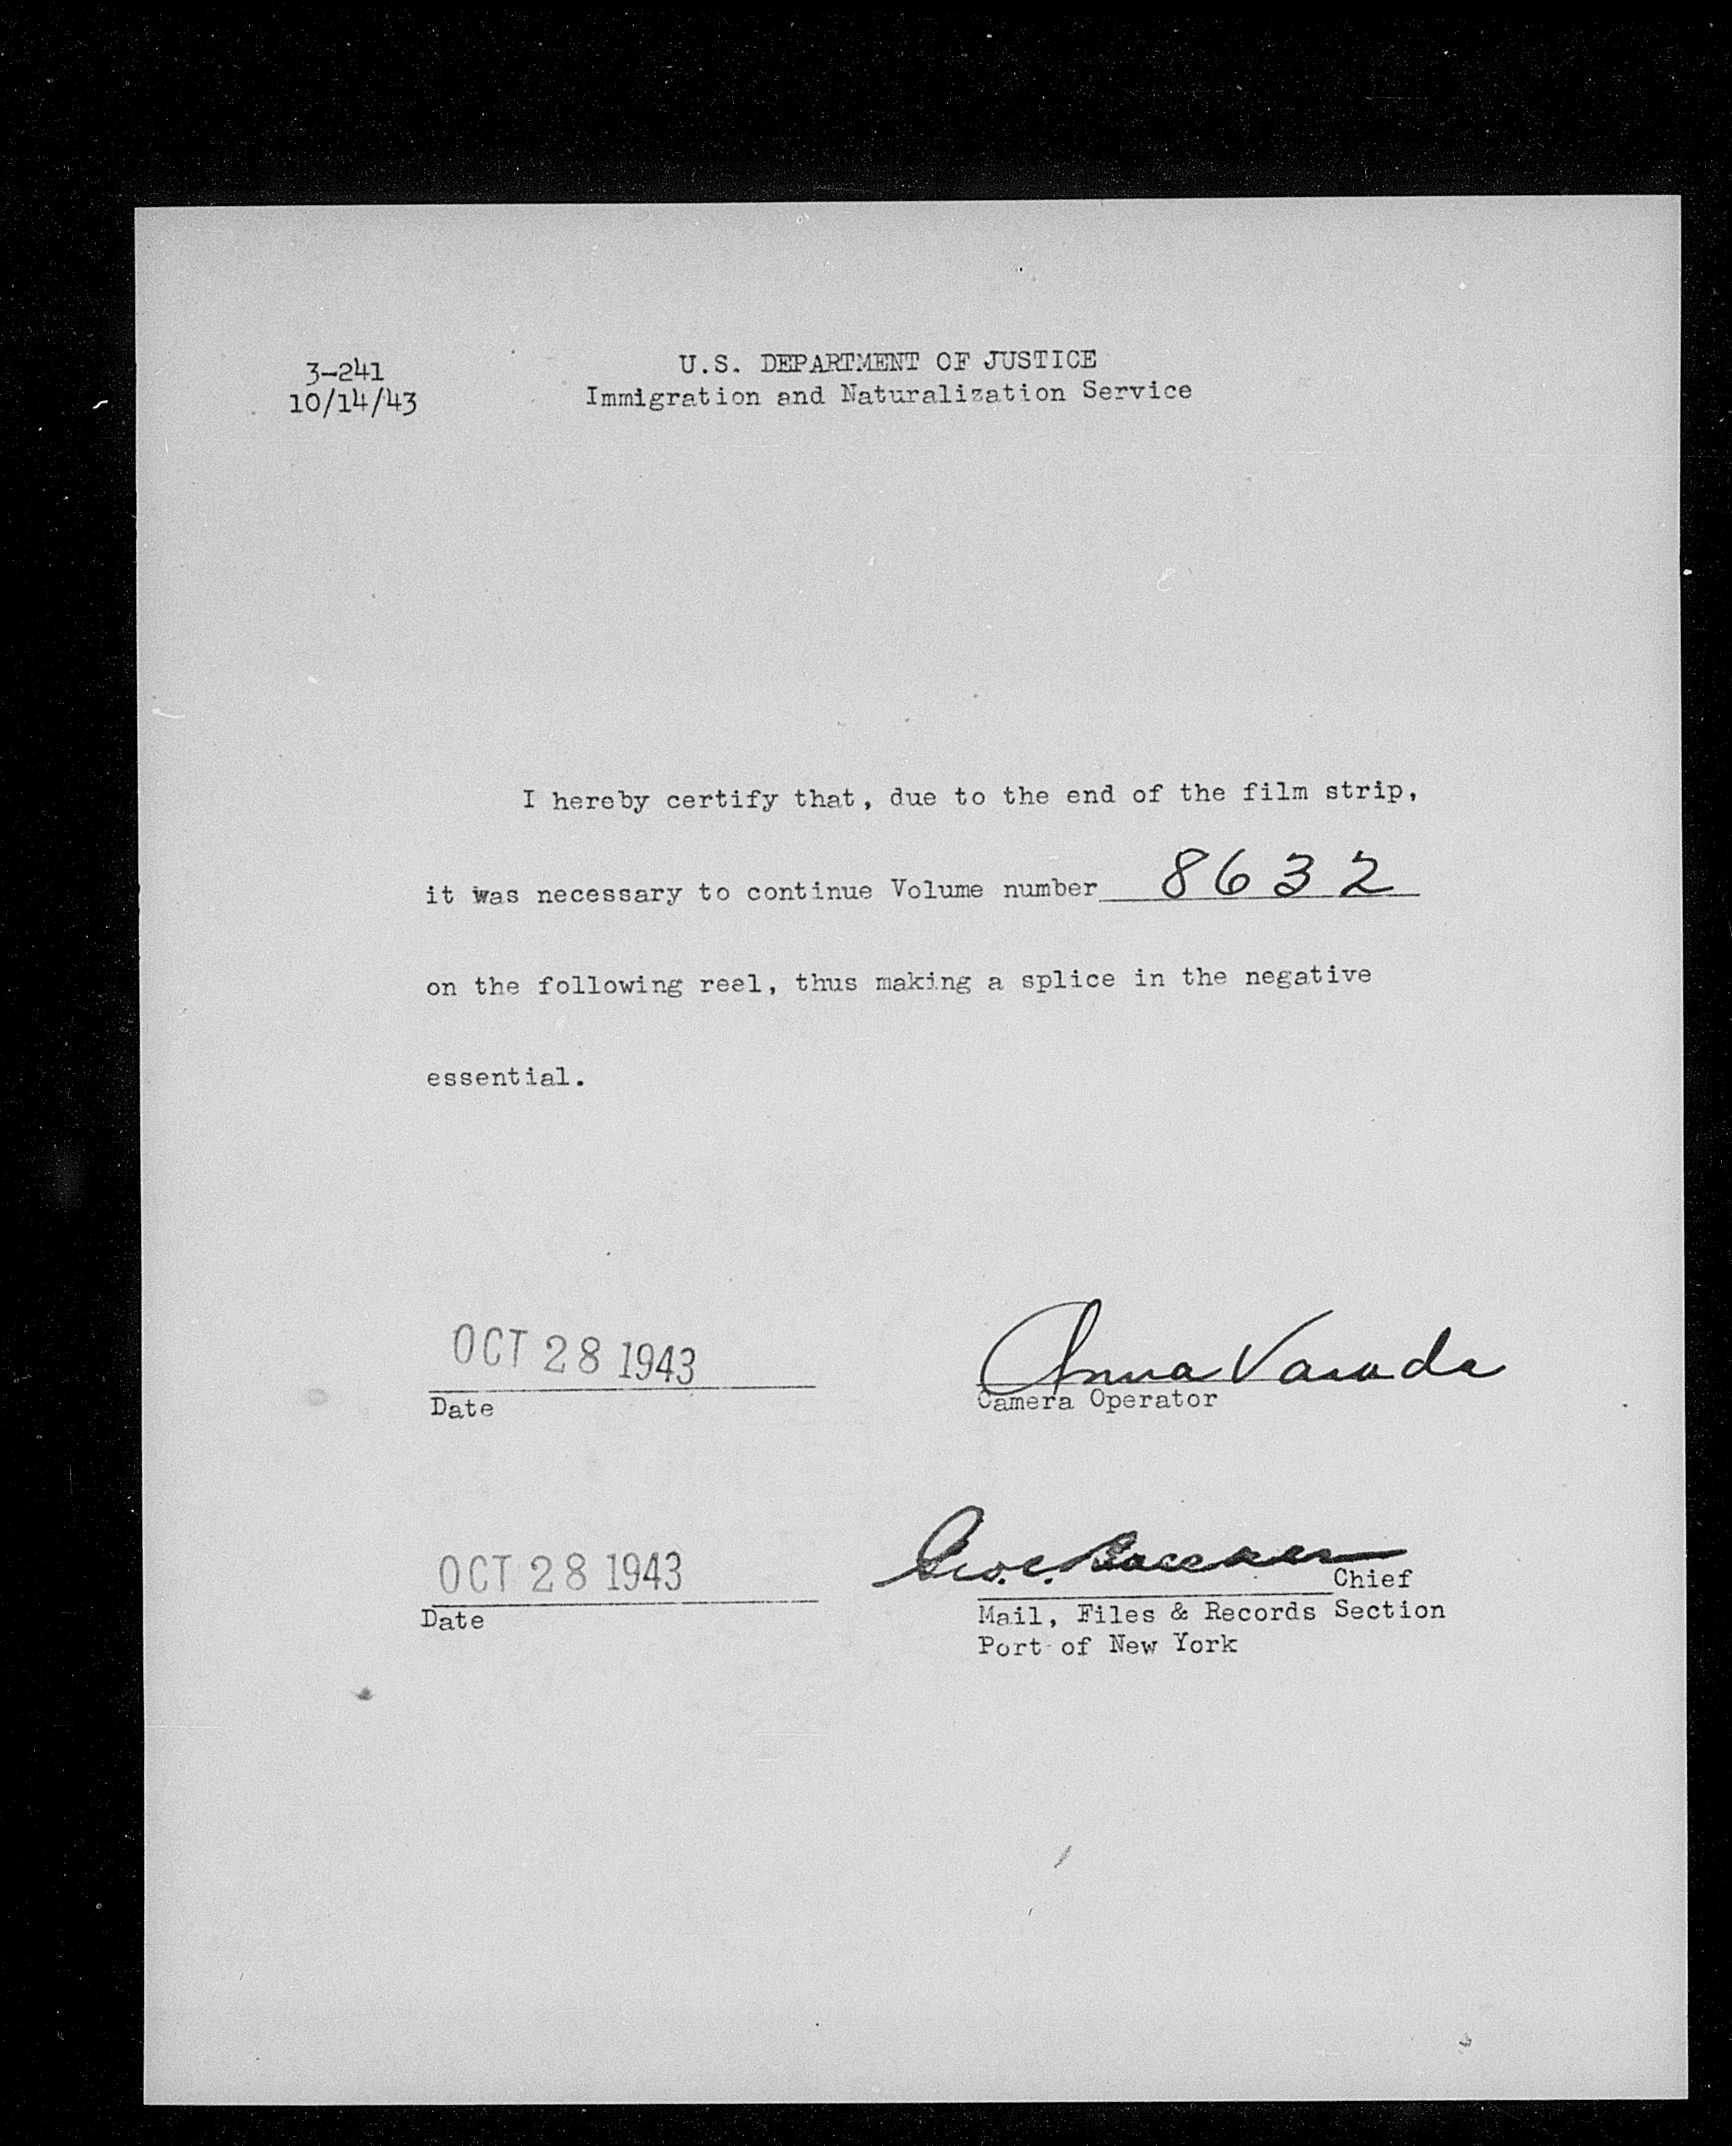 3-241
10/14/43
U.S. DEPARTMENT OF JUSTICE
Immigration and Naturalization Service
I hereby certify that, due to the end of the film strip,
it was necessary to continue Volume number 8632
on the following reel, thus making a splice in the negative
essential.
OCT 28 1943
Date
Anna Varada
Camera Operator
OCT 28 1943
Date
Geo. C.
Chief
Mail, Files & Records Section
Port of New York